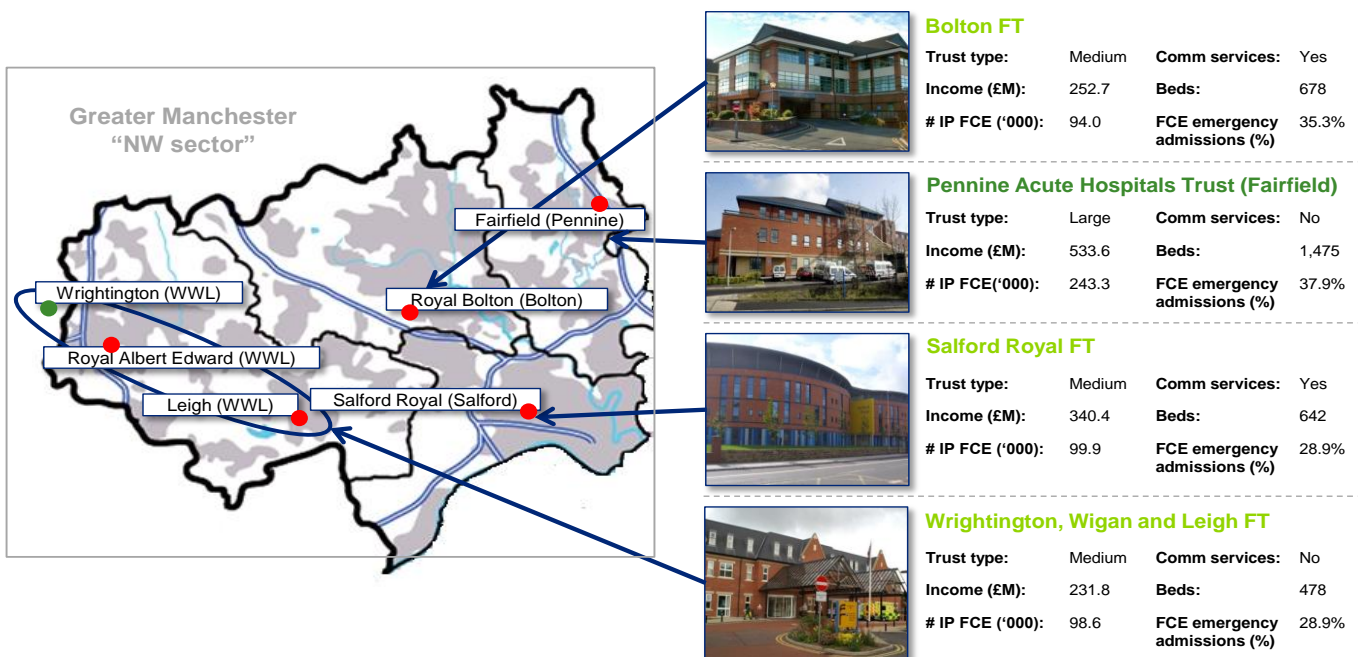 Greater Manchester
“NW sector”
Fairfield (Pennine)
Wrightington (WWL)
Royal Bolton (Bolton)
Royal Albert Edward (WWL)
Leigh (WWL)
Salford Royal (Salford)
Bolton FT
Trust type: Medium Comm services: Yes
Income (£M): 252.7 Beds: 678
# IP FCE (‘000): 94.0 FCE emergency 35.3%
admissions (%)
Pennine Acute Hospitals Trust (Fairfield)
Trust type: Large Comm services: No
Income (£M): 533.6 Beds: 1,475
# IP FCE(‘000): 243.3 FCE emergency 37.9%
admissions (%)
Salford Royal FT
Trust type: Medium Comm services: Yes
Income (£M): 340.4 Beds: 642
# IP FCE (‘000): 99.9 FCE emergency 28.9%
admissions (%)
Wrightington, Wigan and Leigh FT
Trust type: Medium Comm services: No
Income (£M): 231.8 Beds: 478
# IP FCE (‘000): 98.6 FCE emergency 28.9%
admissions (%)